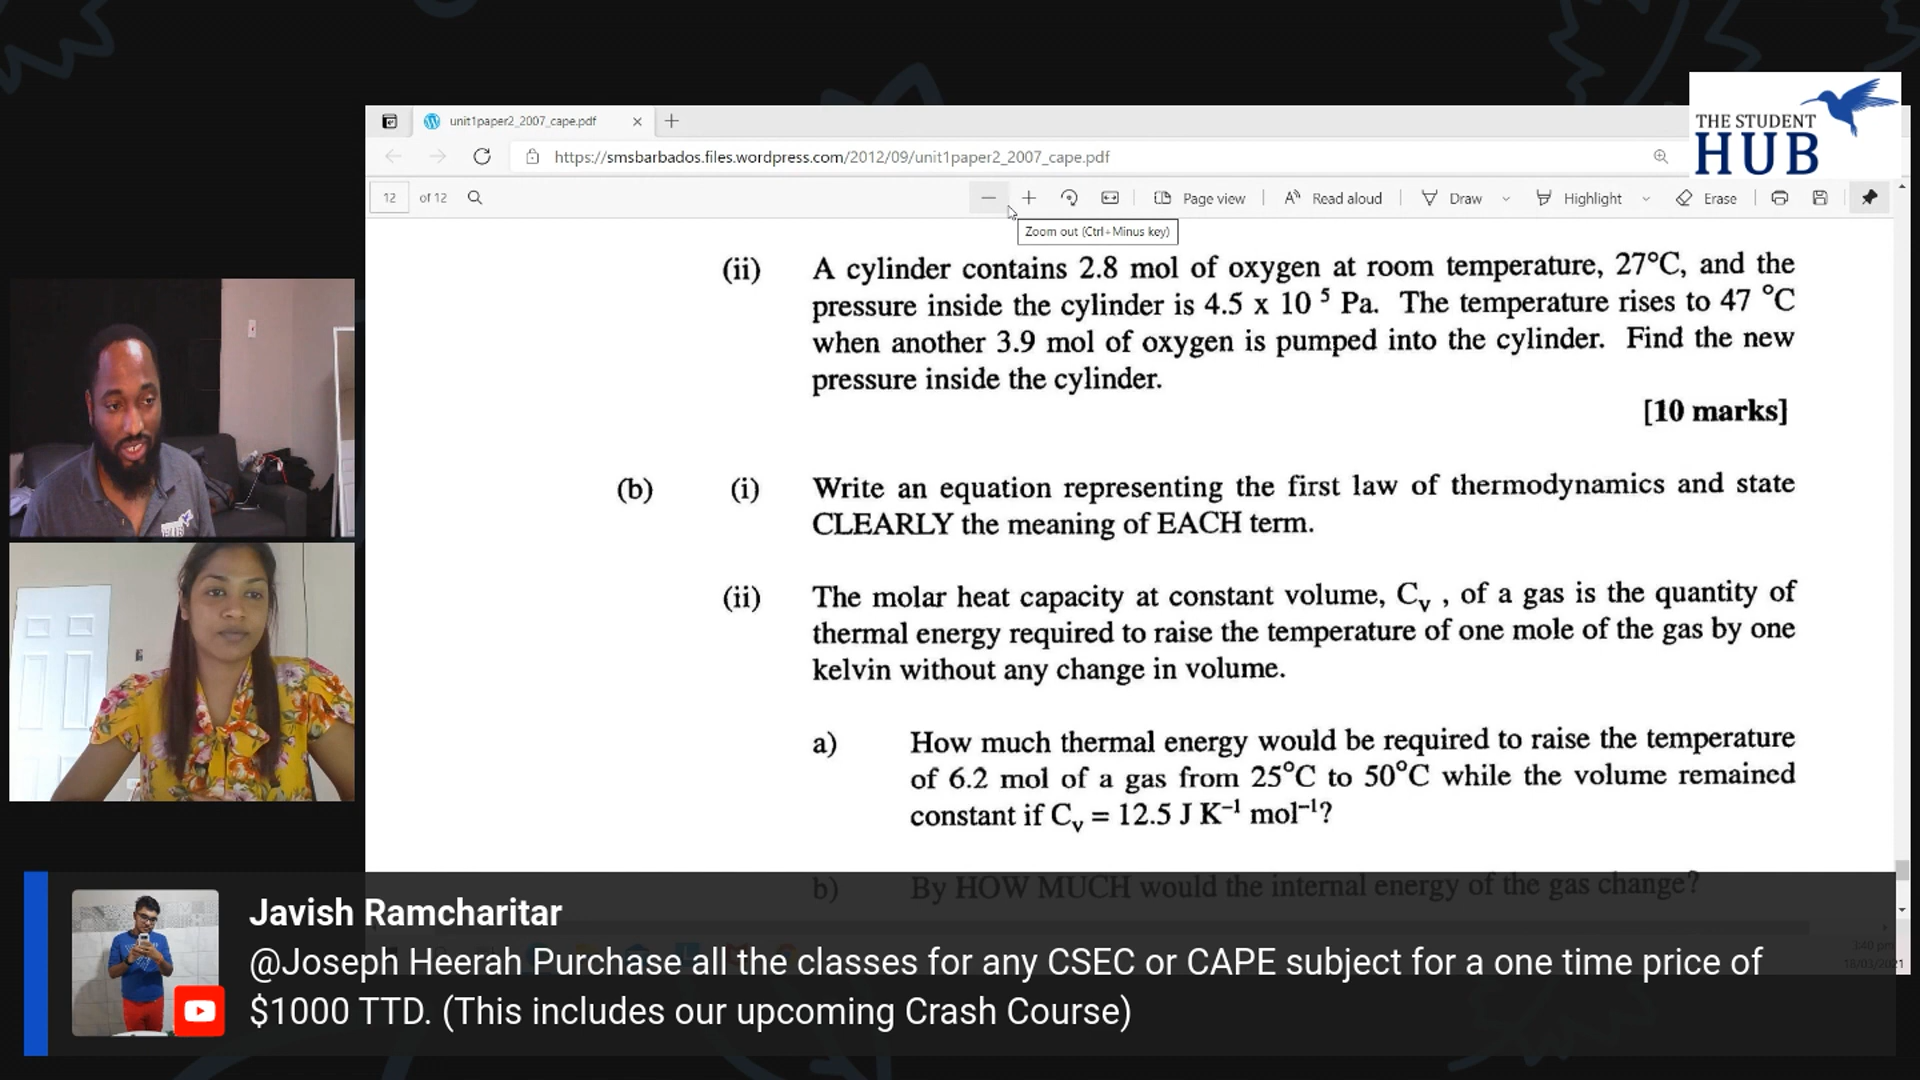 THE STUDENT
HUB
unit1paper2_2007_cape.pdf
https://smsbarbados.files.wordpress.com/2012/09/unit1paper2_2007_cape.pdf
12 of 12 Page view Read aloud Draw Highlight Erase
Zoom out (Ctrl+Minus key)
(ii) A cylinder contains 2.8 mol of oxygen at room temperature, 27°C, and the
pressure inside the cylinder is 4.5 x 10 ⁵ Pa. The temperature rises to 47 °C
when another 3.9 mol of oxygen is pumped into the cylinder. Find the new
pressure inside the cylinder.
[10 marks]
(b) (i) Write an equation representing the first law of thermodynamics and state
CLEARLY the meaning of EACH term.
(ii) The molar heat capacity at constant volume, Cᵥ , of a gas is the quantity of
thermal energy required to raise the temperature of one mole of the gas by one
kelvin without any change in volume.
a) How much thermal energy would be required to raise the temperature
of 6.2 mol of a gas from 25°C to 50°C while the volume remained
constant if Cᵥ = 12.5 J K⁻¹ mol⁻¹?
b) By HOW MUCH would the internal energy of the gas change?
Javish Ramcharitar
@Joseph Heerah Purchase all the classes for any CSEC or CAPE subject for a one time price of
$1000 TTD. (This includes our upcoming Crash Course)
3:40 pm
18/03/2021